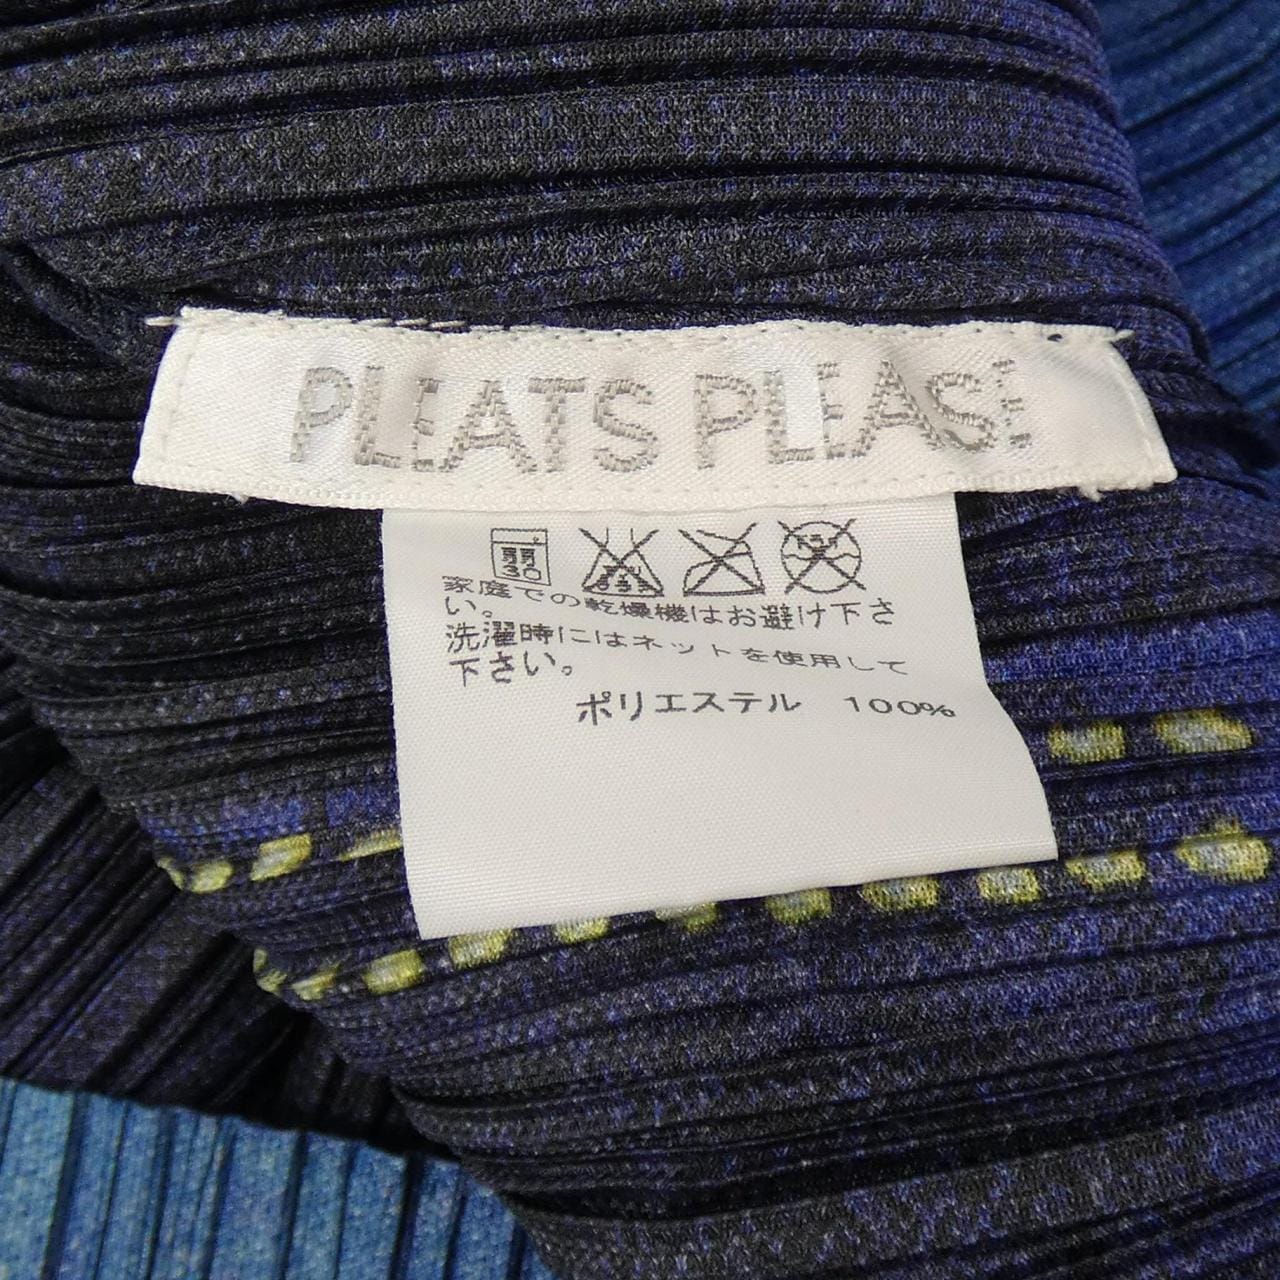 PLEATS PLEAS
弱
30
家庭での乾燥機はお避け下さ
い。
洗濯時にはネットを使用して
下さい。
ポリエステル 100%